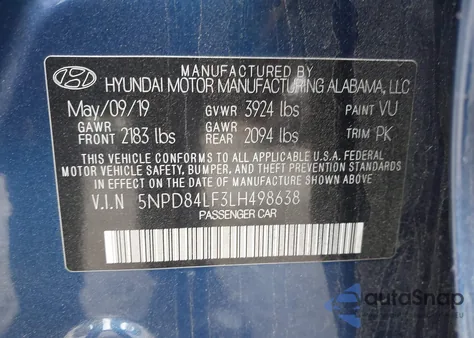 MANUFACTURED BY
HYUNDAI MOTOR MANUFACTURING ALABAMA, LLC
May/09/19 GVWR 3924 lbs PAINT VU
GAWR FRONT 2183 lbs GAWR REAR 2094 lbs TRIM PK
THIS VEHICLE CONFORMS TO ALL APPLICABLE U.S.A. FEDERAL
MOTOR VEHICLE SAFETY, BUMPER, AND THEFT PREVENTION
STANDARDS IN EFFECT ON THE DATE OF MANUFACTURE SHOWN ABOVE.
V.I.N 5NPD84LF3LH498638
PASSENGER CAR
autoSnap